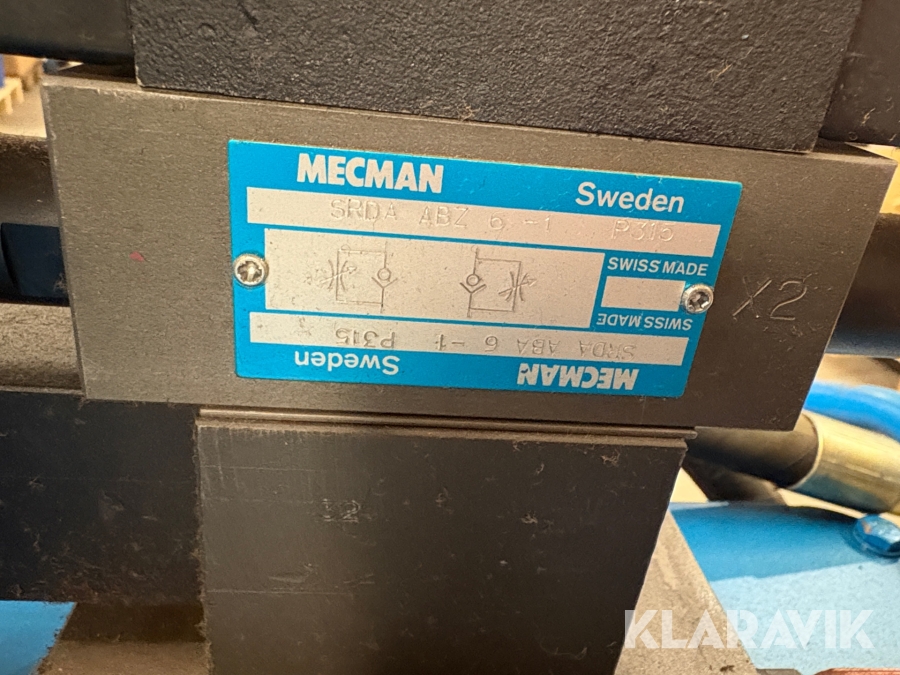 MECMAN
Sweden
SRDA ABZ 6 -1 P315
SWISS MADE
SWISS MADE
SRDA ABA 6 -1 P315
MECMAN Sweden
X2
KLARAVIK